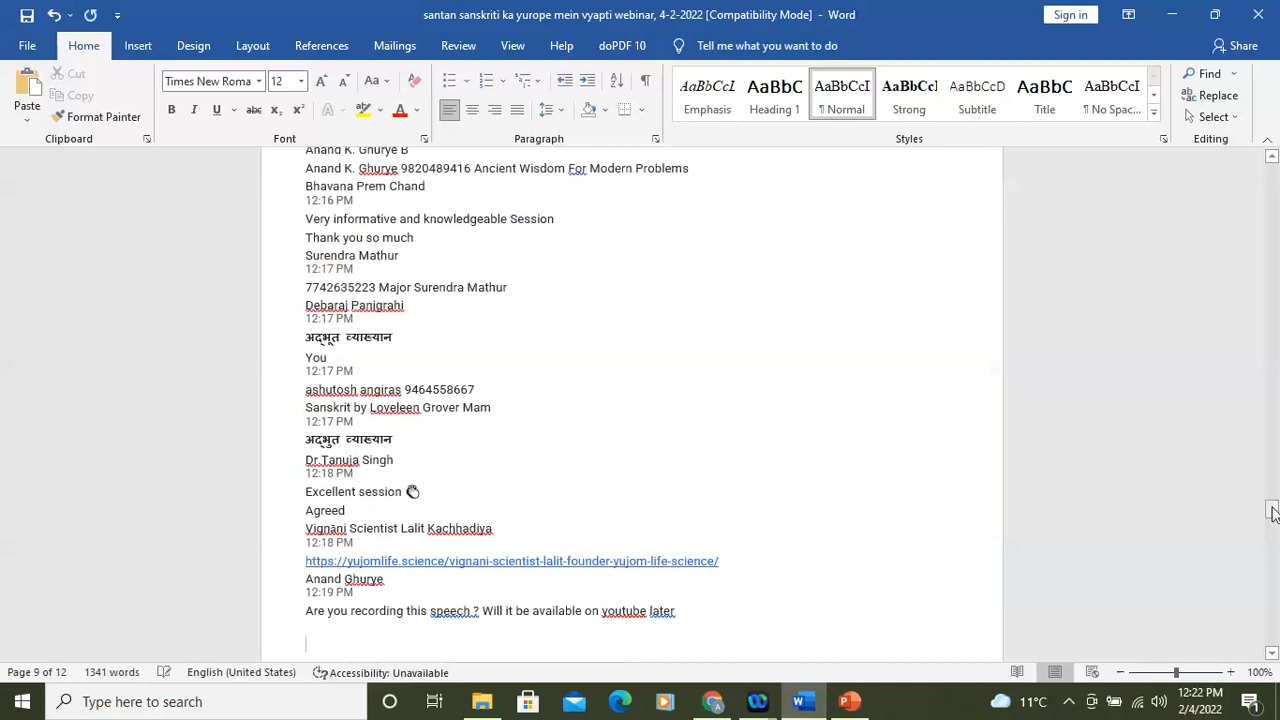 santan sanskriti ka yurope mein vyapti webinar, 4-2-2022 [Compatibility Mode] - Word
Sign in
File Home Insert Design Layout References Mailings Review View Help doPDF 10 Tell me what you want to do Share
Paste
Cut
Copy
Format Painter
Clipboard
Times New Roma 12
Font
Paragraph
AaBbCcI AaBbC AaBbCcI AaBbCcI AaBbCcD AaBbC AaBbCcI
Emphasis Heading 1 ¶ Normal Strong Subtitle Title ¶ No Spac...
Styles
Find
Replace
Select
Editing
Anand K. Ghurye B
Anand K. Ghurye 9820489416 Ancient Wisdom For Modern Problems
Bhavana Prem Chand
12:16 PM
Very informative and knowledgeable Session
Thank you so much
Surendra Mathur
12:17 PM
7742635223 Major Surendra Mathur
Debaraj Panigrahi
12:17 PM
अद्भूत व्याख्यान
You
12:17 PM
ashutosh angiras 9464558667
Sanskrit by Loveleen Grover Mam
12:17 PM
अद्भुत व्याख्यान
Dr.Tanuja Singh
12:18 PM
Excellent session
Agreed
Vignāni Scientist Lalit Kachhadiya
12:18 PM
https://yujomlife.science/vignani-scientist-lalit-founder-yujom-life-science/
Anand Ghurye
12:19 PM
Are you recording this speech ? Will it be available on youtube later
Page 9 of 12 1341 words English (United States) Accessibility: Unavailable 100%
Type here to search
11°C
12:22 PM
2/4/2022